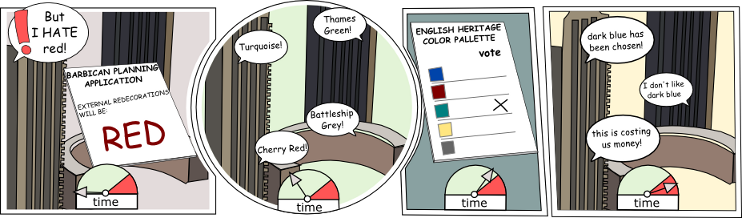 !
But
I HATE
red!
BARBICAN PLANNING
APPLICATION
EXTERNAL REDECORATIONS
WILL BE:
RED
time
Thames
Green!
Turquoise!
Battleship
Grey!
Cherry Red!
time
ENGLISH HERITAGE
COLOR PALLETTE
vote
time
dark blue has
been chosen!
I don't like
dark blue
this is costing
us money!
time